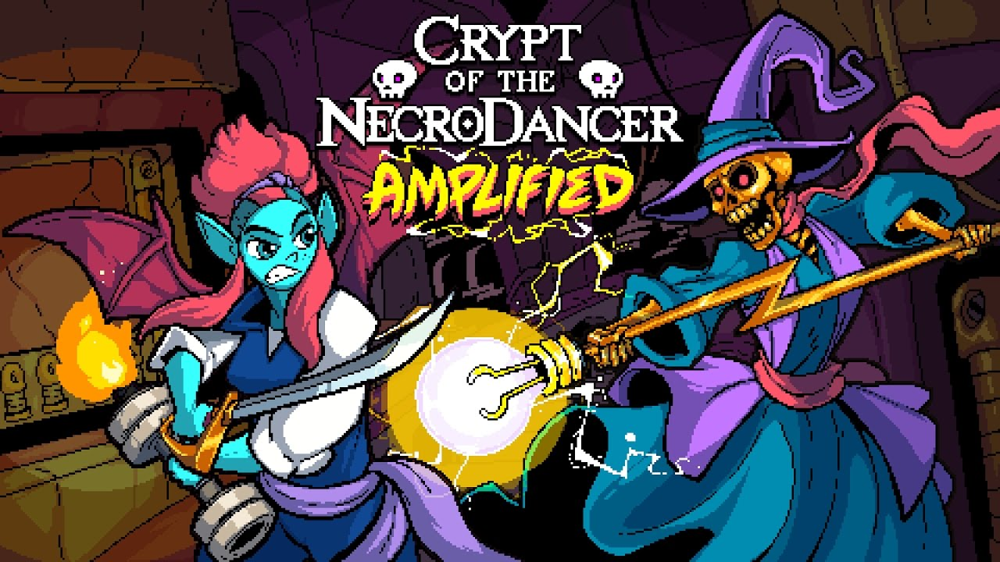 CRYPT
OF THE
NECRODANCER
AMPLIFIED